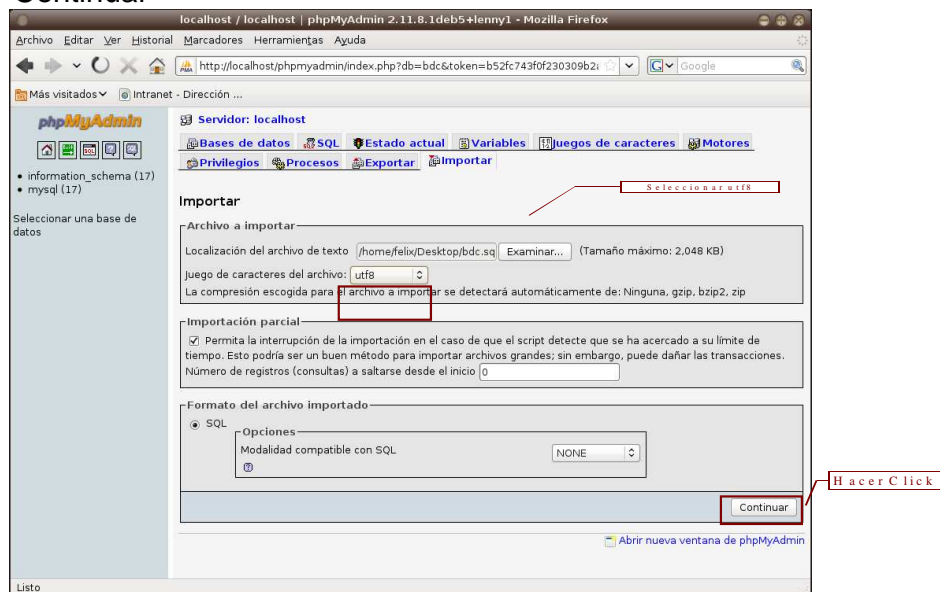 Continuar
localhost / localhost | phpMyAdmin 2.11.8.1deb5+lenny1 - Mozilla Firefox
Archivo Editar Ver Historial Marcadores Herramientas Ayuda
http://localhost/phpmyadmin/index.php?db=bdc&token=b52fc743f0f230309b2
Google
Más visitados Intranet - Dirección ...
phpMyAdmin
information_schema (17)
mysql (17)
Seleccionar una base de
datos
Servidor: localhost
Bases de datos SQL Estado actual Variables Juegos de caracteres Motores
Privilegios Procesos Exportar Importar
Seleccionar utf8
Importar
Archivo a importar
Localización del archivo de texto /home/felix/Desktop/bdc.sq Examinar... (Tamaño máximo: 2,048 KB)
Juego de caracteres del archivo: utf8
La compresión escogida para el archivo a importar se detectará automáticamente de: Ninguna, gzip, bzip2, zip
Importación parcial
Permita la interrupción de la importación en el caso de que el script detecte que se ha acercado a su límite de
tiempo. Esto podría ser un buen método para importar archivos grandes; sin embargo, puede dañar las transacciones.
Número de registros (consultas) a saltarse desde el inicio 0
Formato del archivo importado
SQL
Opciones
Modalidad compatible con SQL NONE
Hacer Click
Continuar
Abrir nueva ventana de phpMyAdmin
Listo